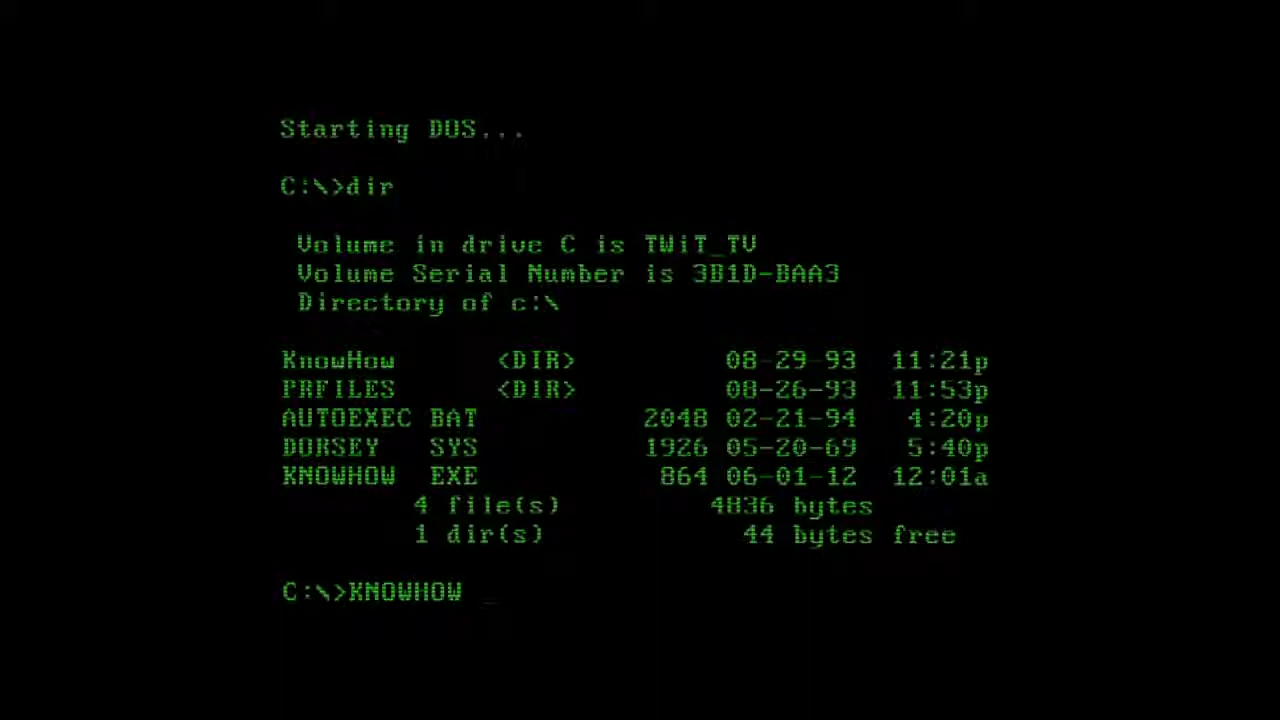 Starting DOS...
C:\>dir
Volume in drive C is TWiT_TV
Volume Serial Number is 3B1D-BAA3
Directory of c:\
KnowHow <DIR> 08-29-93 11:21p
PRFILES <DIR> 08-26-93 11:53p
AUTOEXEC BAT 2048 02-21-94 4:20p
DORSEY SYS 1926 05-20-69 5:40p
KNOWHOW EXE 864 06-01-12 12:01a
4 file(s) 4836 bytes
1 dir(s) 44 bytes free
C:\>KNOWHOW _